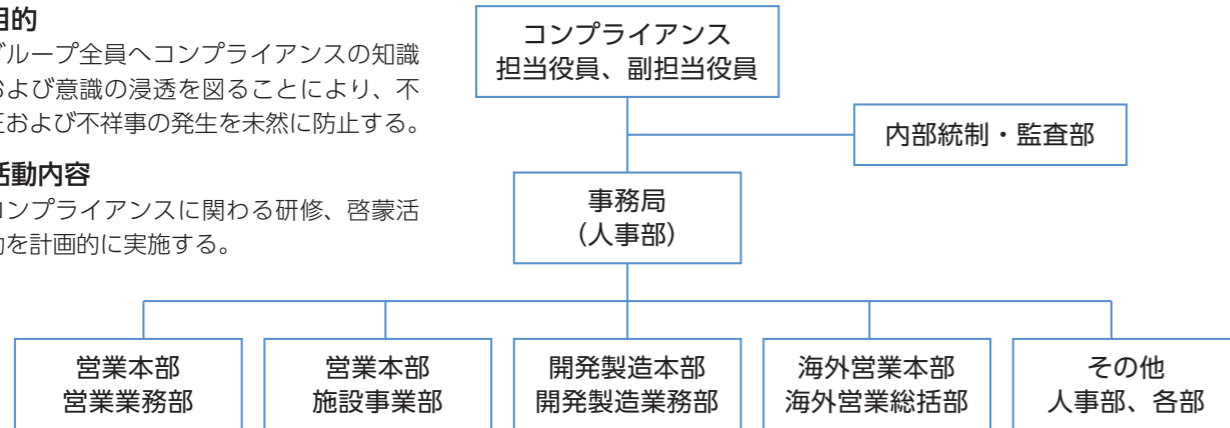 目的
グループ全員へコンプライアンスの知識
および意識の浸透を図ることにより、不
正および不祥事の発生を未然に防止する。
活動内容
コンプライアンスに関わる研修、啓蒙活
動を計画的に実施する。
コンプライアンス
担当役員、副担当役員
内部統制・監査部
事務局
（人事部）
営業本部
営業業務部
営業本部
施設事業部
開発製造本部
開発製造業務部
海外営業本部
海外営業総括部
その他
人事部、各部